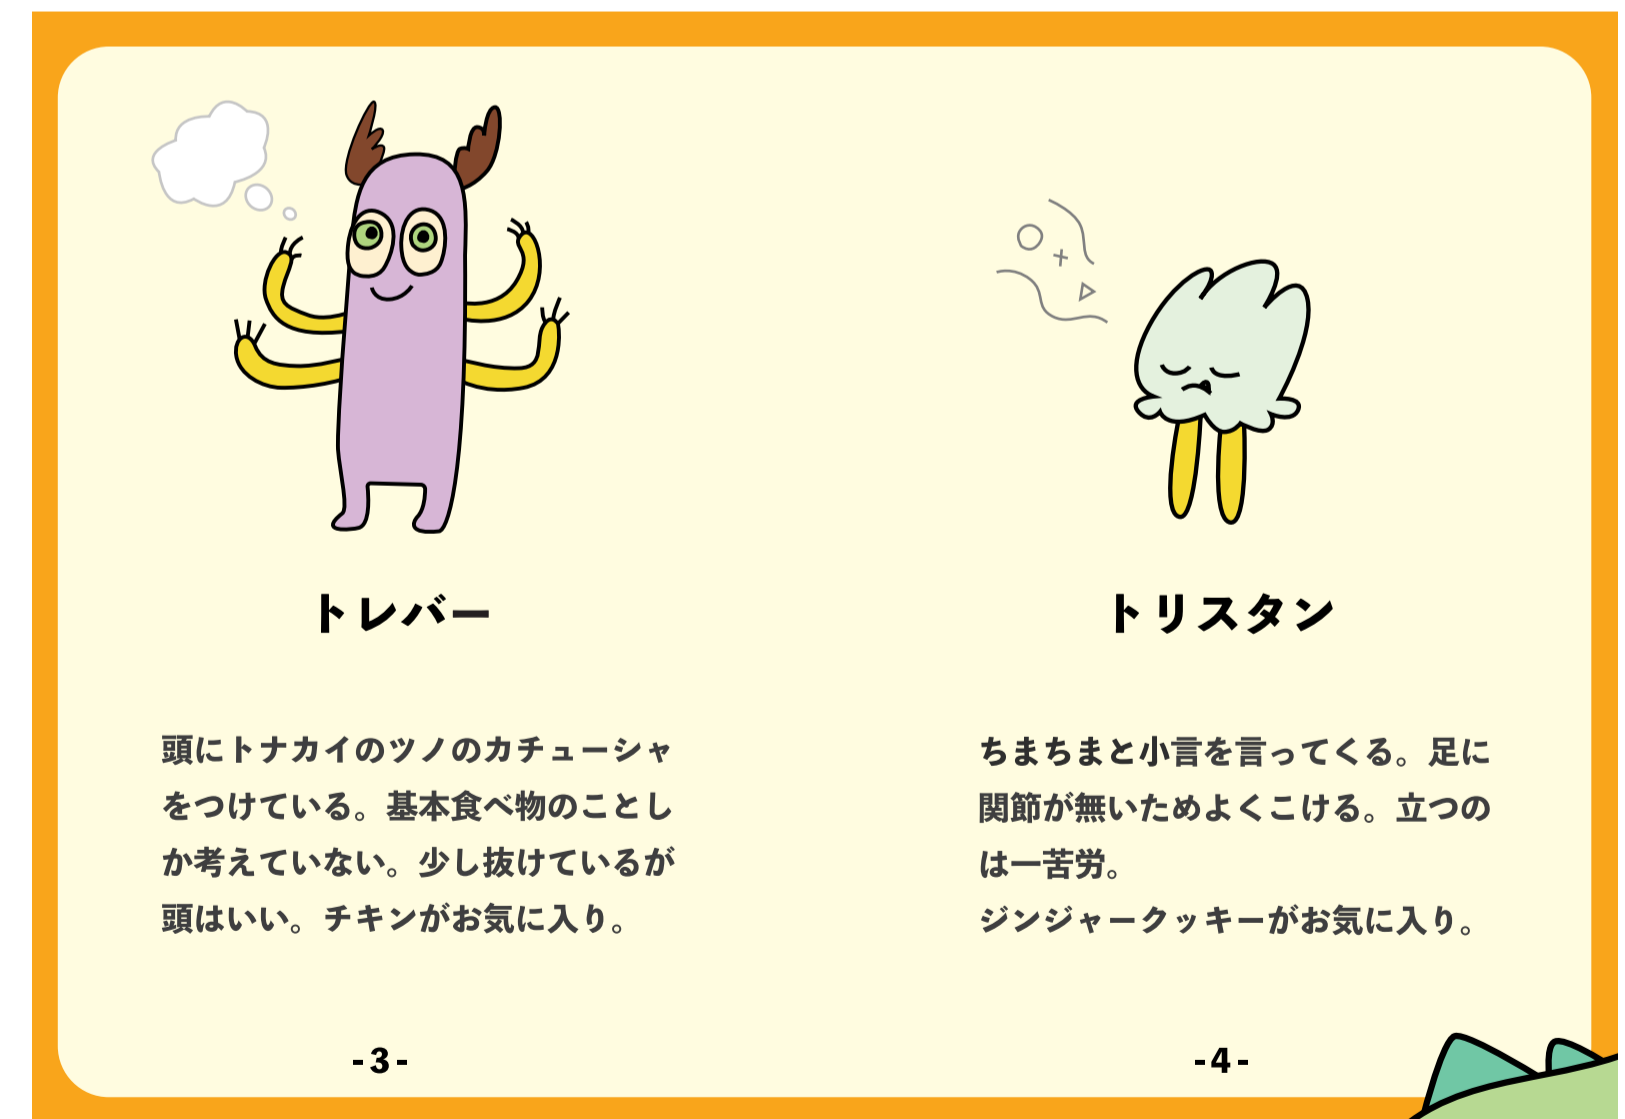 トレバー
頭にトナカイのツノのカチューシャ
をつけている。基本食べ物のことし
か考えていない。少し抜けているが
頭はいい。チキンがお気に入り。
-3-
トリスタン
ちまちまと小言を言ってくる。足に
関節が無いためよくこける。立つの
は一苦労。
ジンジャークッキーがお気に入り。
-4-